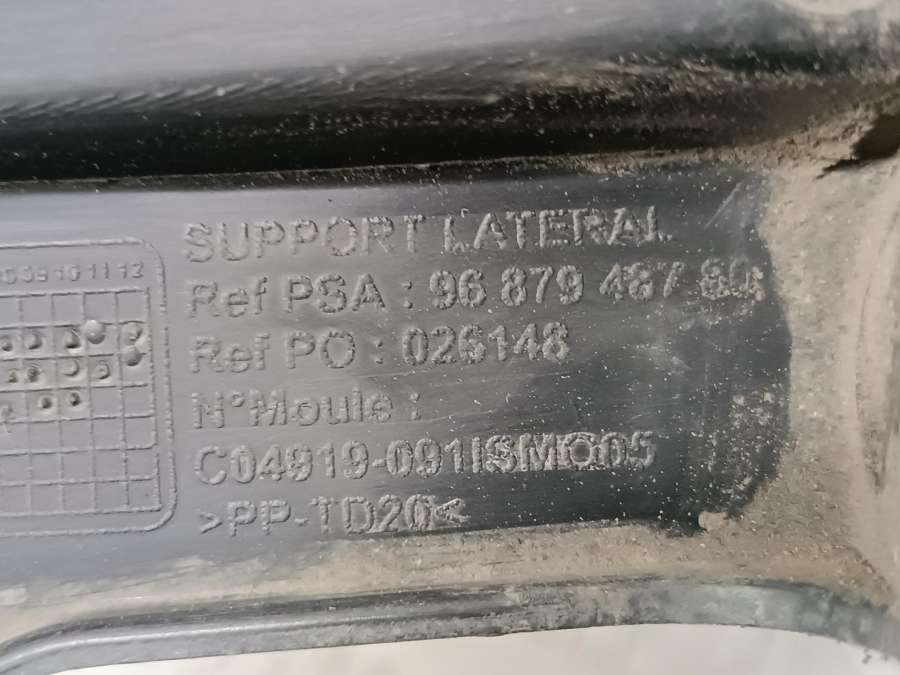 SUPPORT LATERAL
Ref PSA : 96 879 487 80
Ref PO : 026148
N°Moule :
C04919-091ISMO05
>PP-TD20<